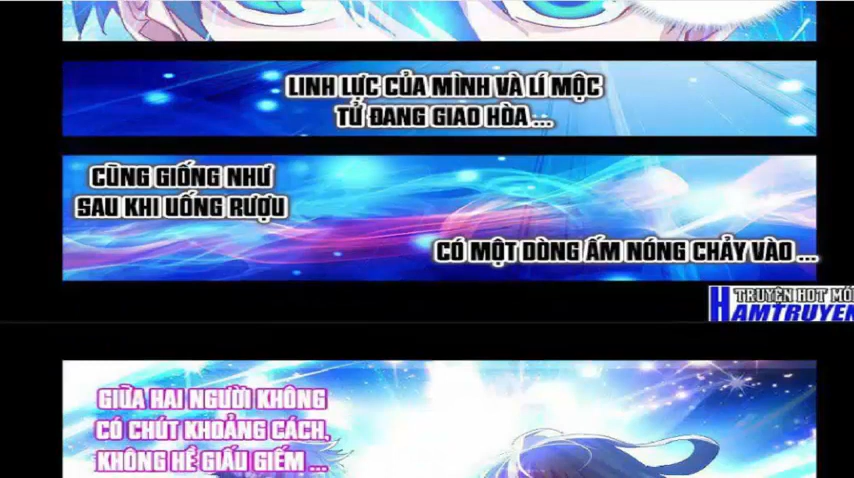 LINH LỰC CỦA MÌNH VÀ LÍ MỘC
TỬ ĐANG GIAO HÒA ...
CŨNG GIỐNG NHƯ
SAU KHI UỐNG RƯỢU
CÓ MỘT DÒNG ẤM NÓNG CHẢY VÀO ...
TRUYỆN HOT MỚI
HAMTRUYEN
GIỮA HAI NGƯỜI KHÔNG
CÓ CHÚT KHOẢNG CÁCH,
KHÔNG HỀ GIẤU GIẾM ...